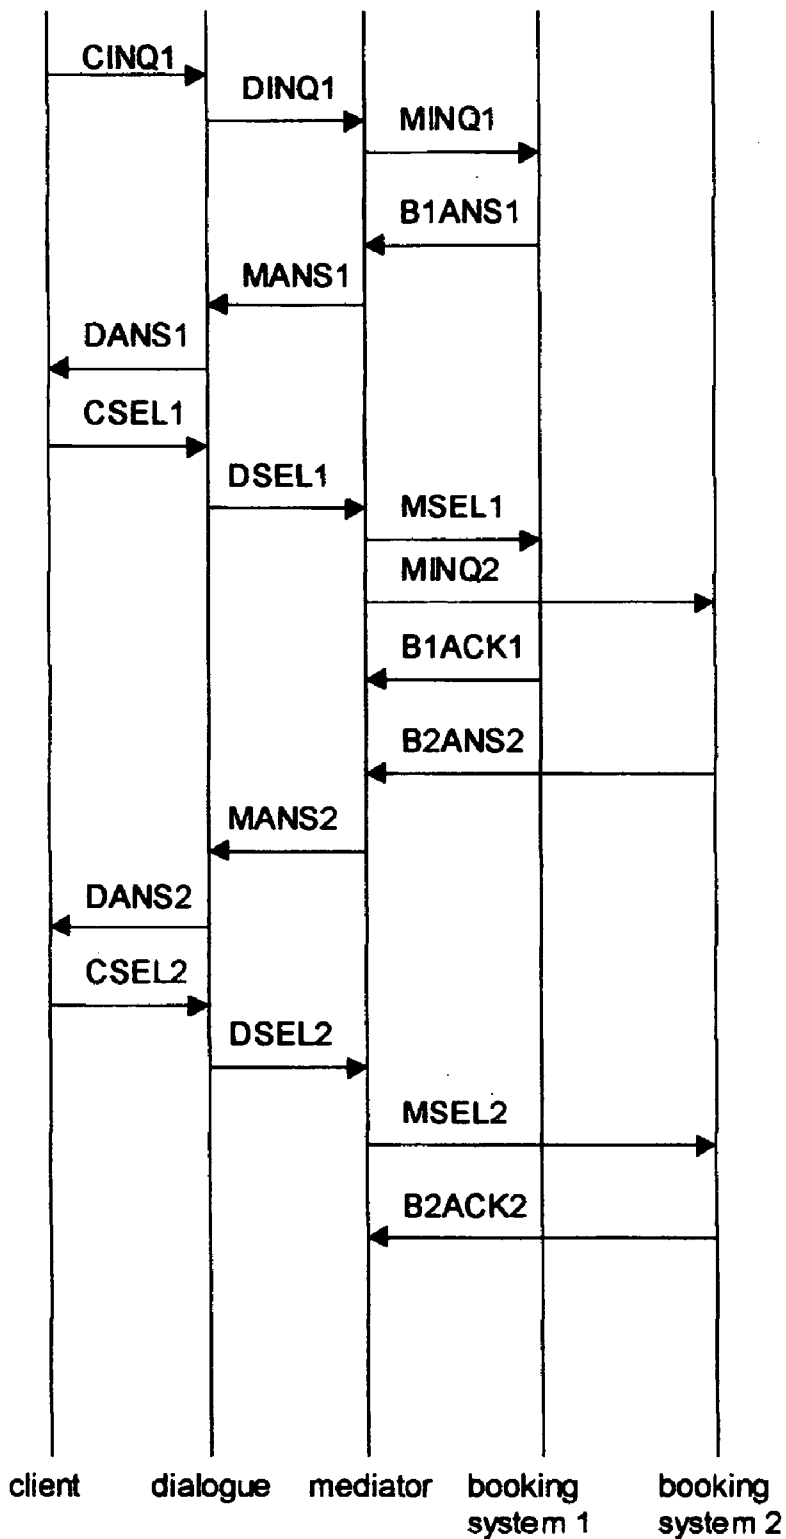 CINQ1
DINQ1
MINQ1
B1ANS1
MANS1
DANS1
CSEL1
DSEL1
MSEL1
MINQ2
B1ACK1
B2ANS2
MANS2
DANS2
CSEL2
DSEL2
MSEL2
B2ACK2
client
dialogue
mediator
booking
system 1
booking
system 2